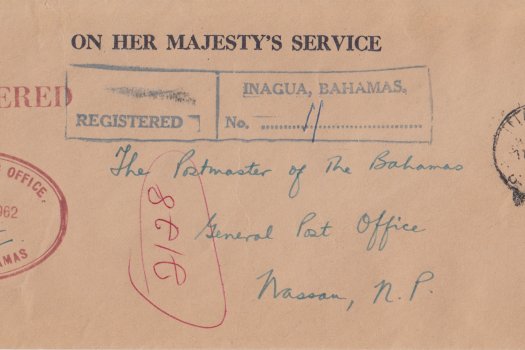 ON HER MAJESTY'S SERVICE
ERED
INAGUA, BAHAMAS.
REGISTERED
No. 11
The Postmaster of The Bahamas
General Post Office
Nassau, N.P.
OFFICE
962
MAS